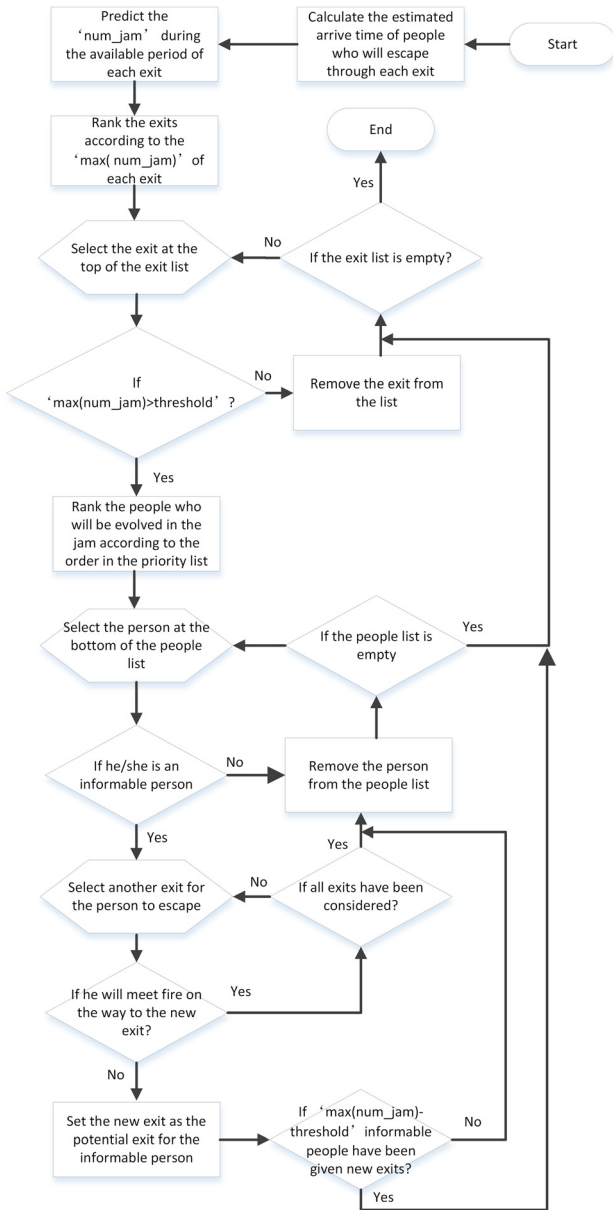 Start
Calculate the
estimated
arrive time of people
who will escape
through each exit
Predict the
‘num_jam’ during
the available period of
each exit
Rank the exits
according to the
‘max( num_jam)’ of
each exit
End
Yes
Select the exit at the
top of the exit list
No
If the exit list is empty?
If
‘max(num_jam)>threshold’ ?
No
Remove the exit from
the list
Yes
Rank the people who
will be evolved in the
jam according to the
order in the priority list
Select the person at the
bottom of the people
list
If the people list is
empty
Yes
If he/she is an
informable person
No
Remove the person
from the people list
Yes
Yes
Select another exit for
the person to escape
No
If all exits have been
considered?
If he will meet fire on
the way to the new
exit?
Yes
No
Set the new exit as the
potential exit for the
informable person
If ‘max(num_jam)-
threshold’ informable
people have been
given new exits?
No
Yes